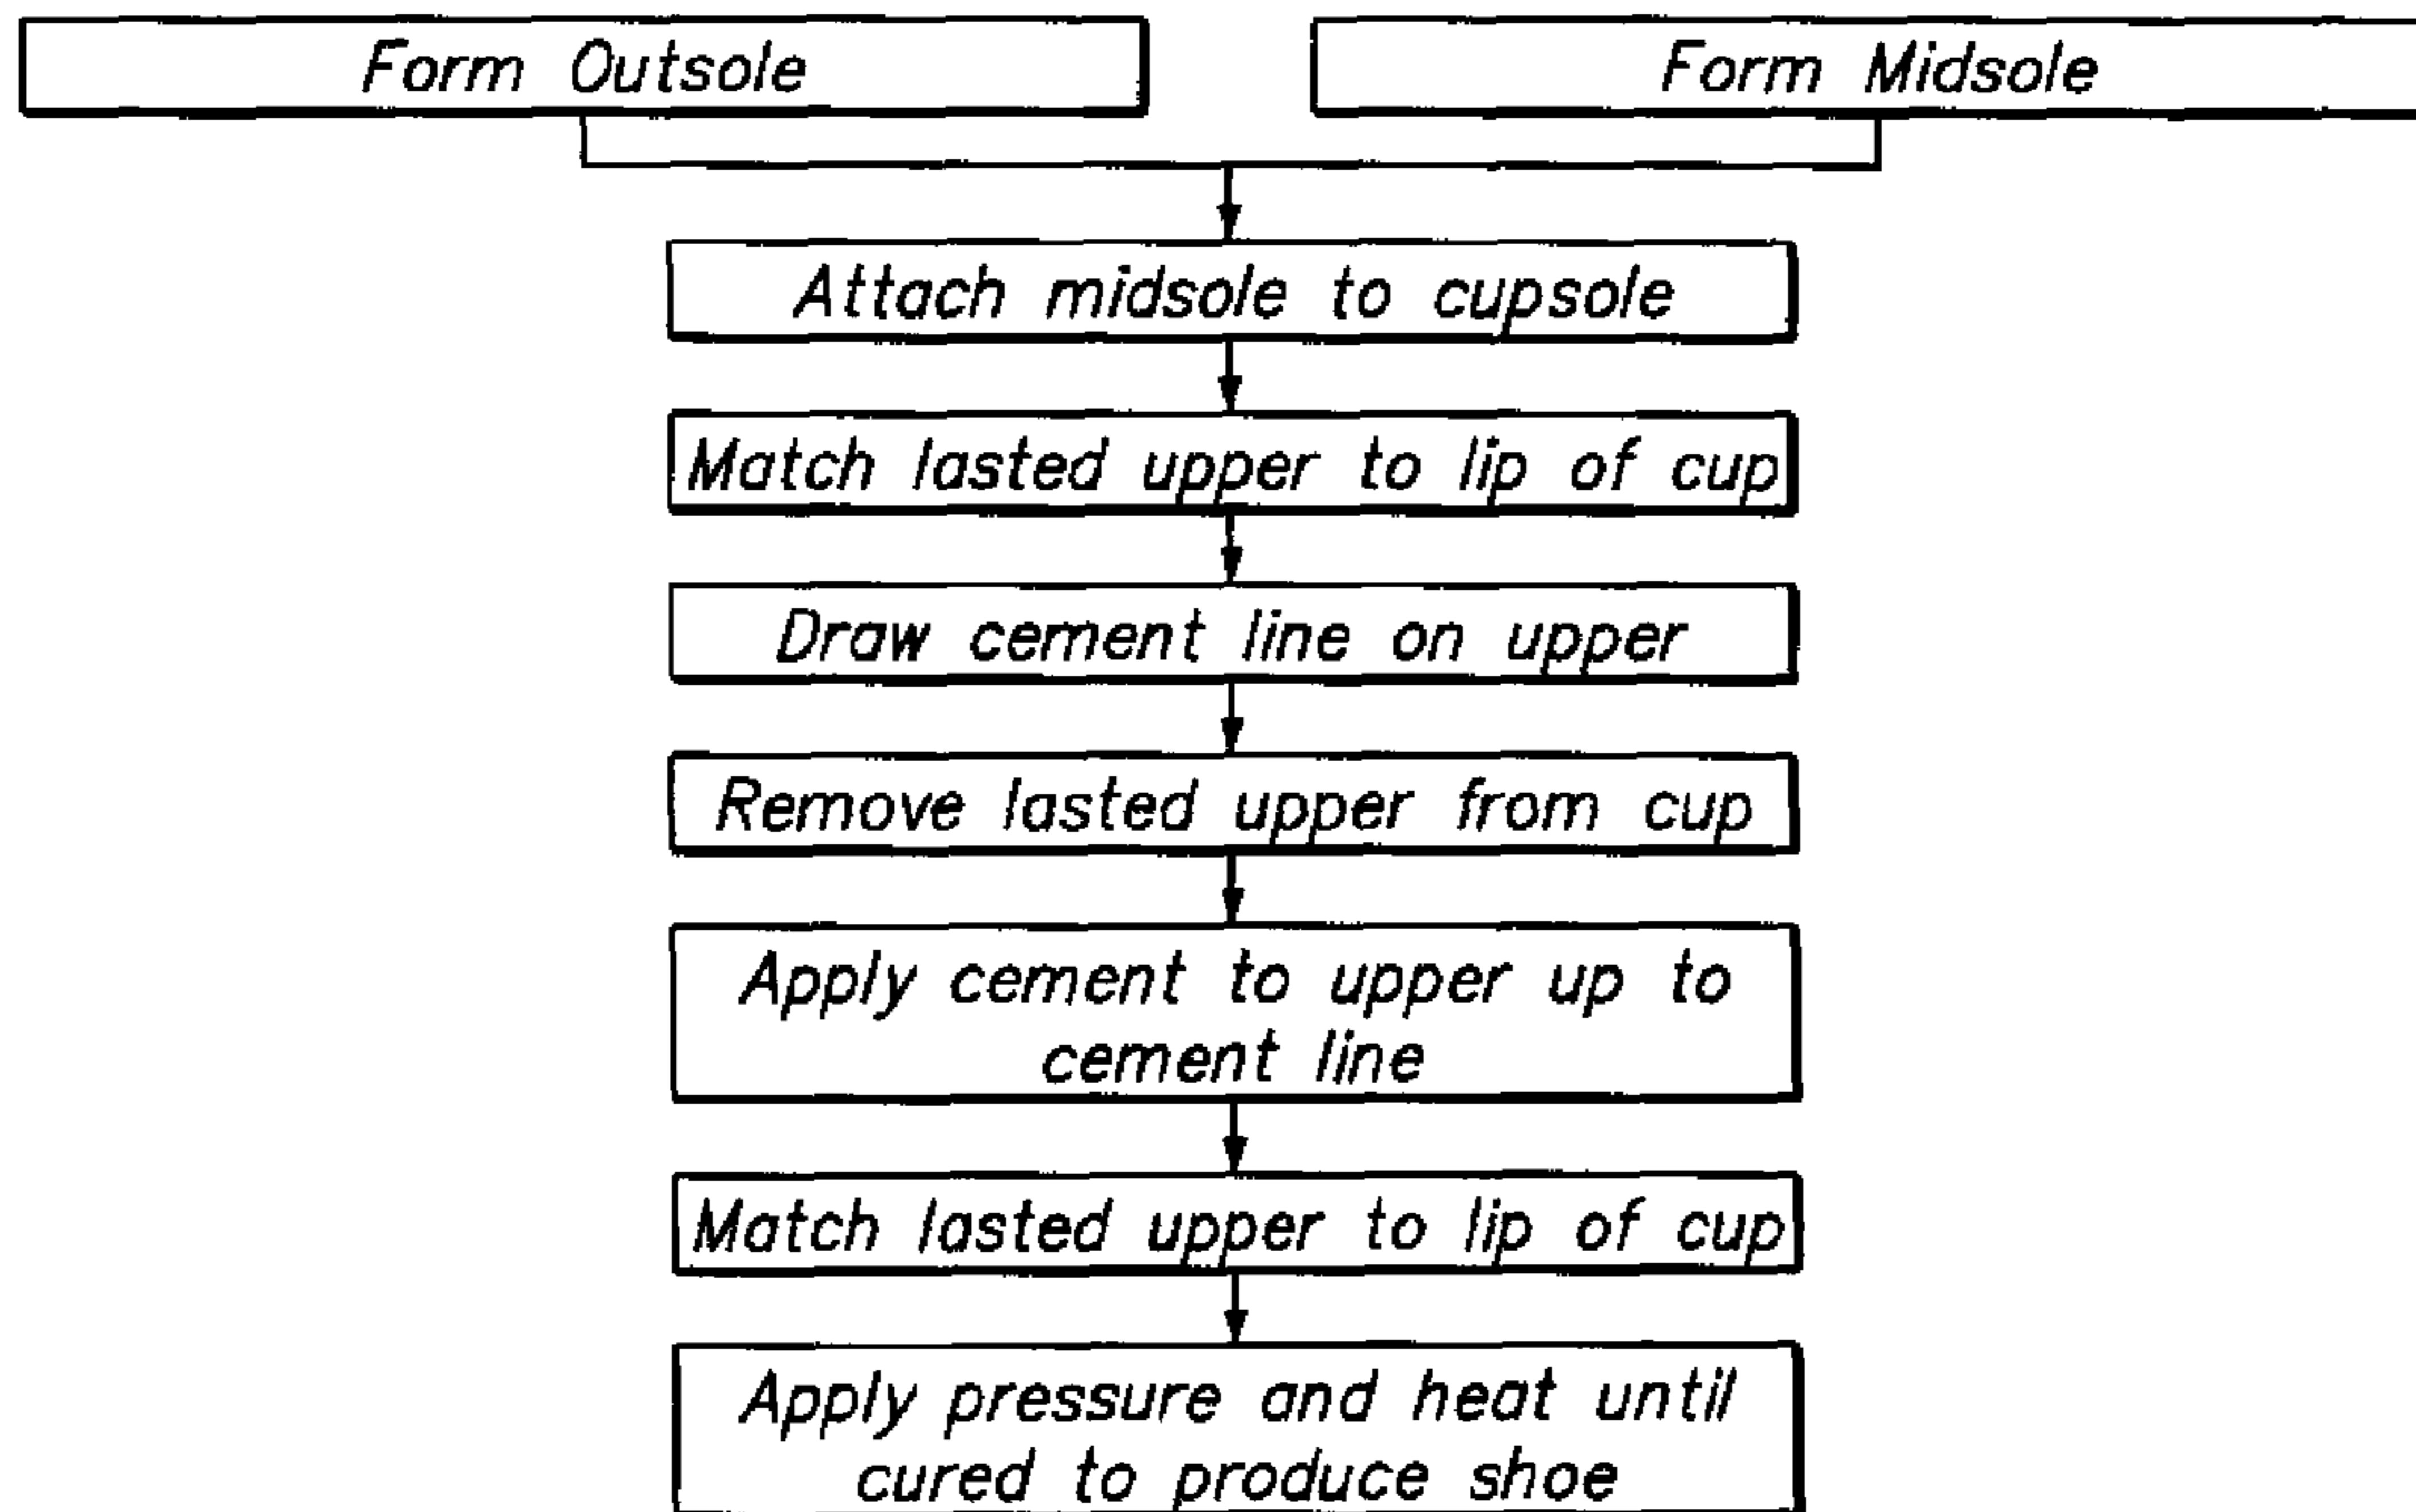 Form Outsole
Form Midsole
Attach midsole to cupsole
Match lasted upper to lip of cup
Draw cement line on upper
Remove lasted upper from cup
Apply cement to upper up to
cement line
Match lasted upper to lip of cup
Apply pressure and heat until
cured to produce shoe